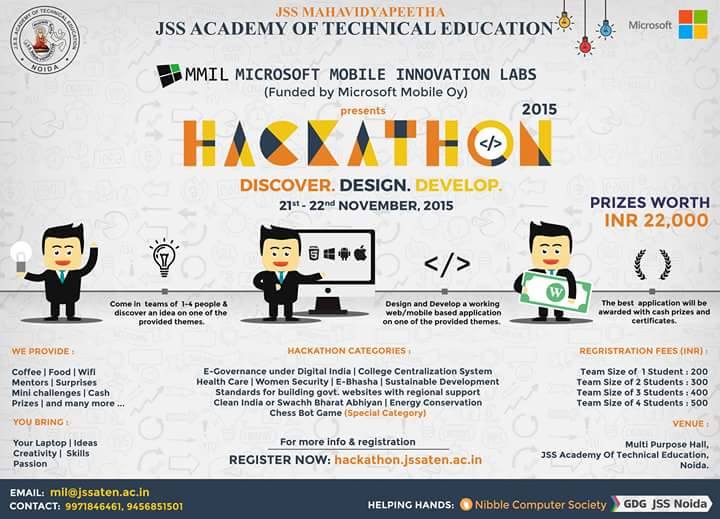 JSS MAHAVIDYAPEETHA
JSS ACADEMY OF TECHNICAL EDUCATION
J.S.S. ACADEMY OF TECHNICAL EDUCATION
NOIDA
Microsoft
MMIL MICROSOFT MOBILE INNOVATION LABS
(Funded by Microsoft Mobile Oy)
presents
2015
HACKATHON
</>
DISCOVER. DESIGN. DEVELOP.
21st - 22nd NOVEMBER, 2015
PRIZES WORTH
INR 22,000
Come in teams of 1-4 people &
discover an idea on one of the
provided themes.
</>
Design and Develop a working
web/mobile based application
on one of the provided themes.
W
The best application will be
awarded with cash prizes and
certificates.
WE PROVIDE :
Coffee | Food | Wifi
Mentors | Surprises
Mini challenges | Cash
Prizes | and many more ...
YOU BRING :
Your Laptop | Ideas
Creativity | Skills
Passion
HACKATHON CATEGORIES :
E-Governance under Digital India | College Centralization System
Health Care | Women Security | E-Bhasha | Sustainable Development
Standards for building govt. websites with regional support
Clean India or Swachh Bharat Abhiyan | Energy Conservation
Chess Bot Game (Special Category)
For more info & registration
REGISTER NOW: hackathon.jssaten.ac.in
REGRISTRATION FEES (INR) :
Team Size of 1 Student : 200
Team Size of 2 Students : 300
Team Size of 3 Students : 400
Team Size of 4 Students : 500
VENUE :
Multi Purpose Hall,
JSS Academy Of Technical Education,
Noida.
EMAIL: mil@jssaten.ac.in
CONTACT: 9971846461, 9456851501
HELPING HANDS: Nibble Computer Society GDG JSS Noida